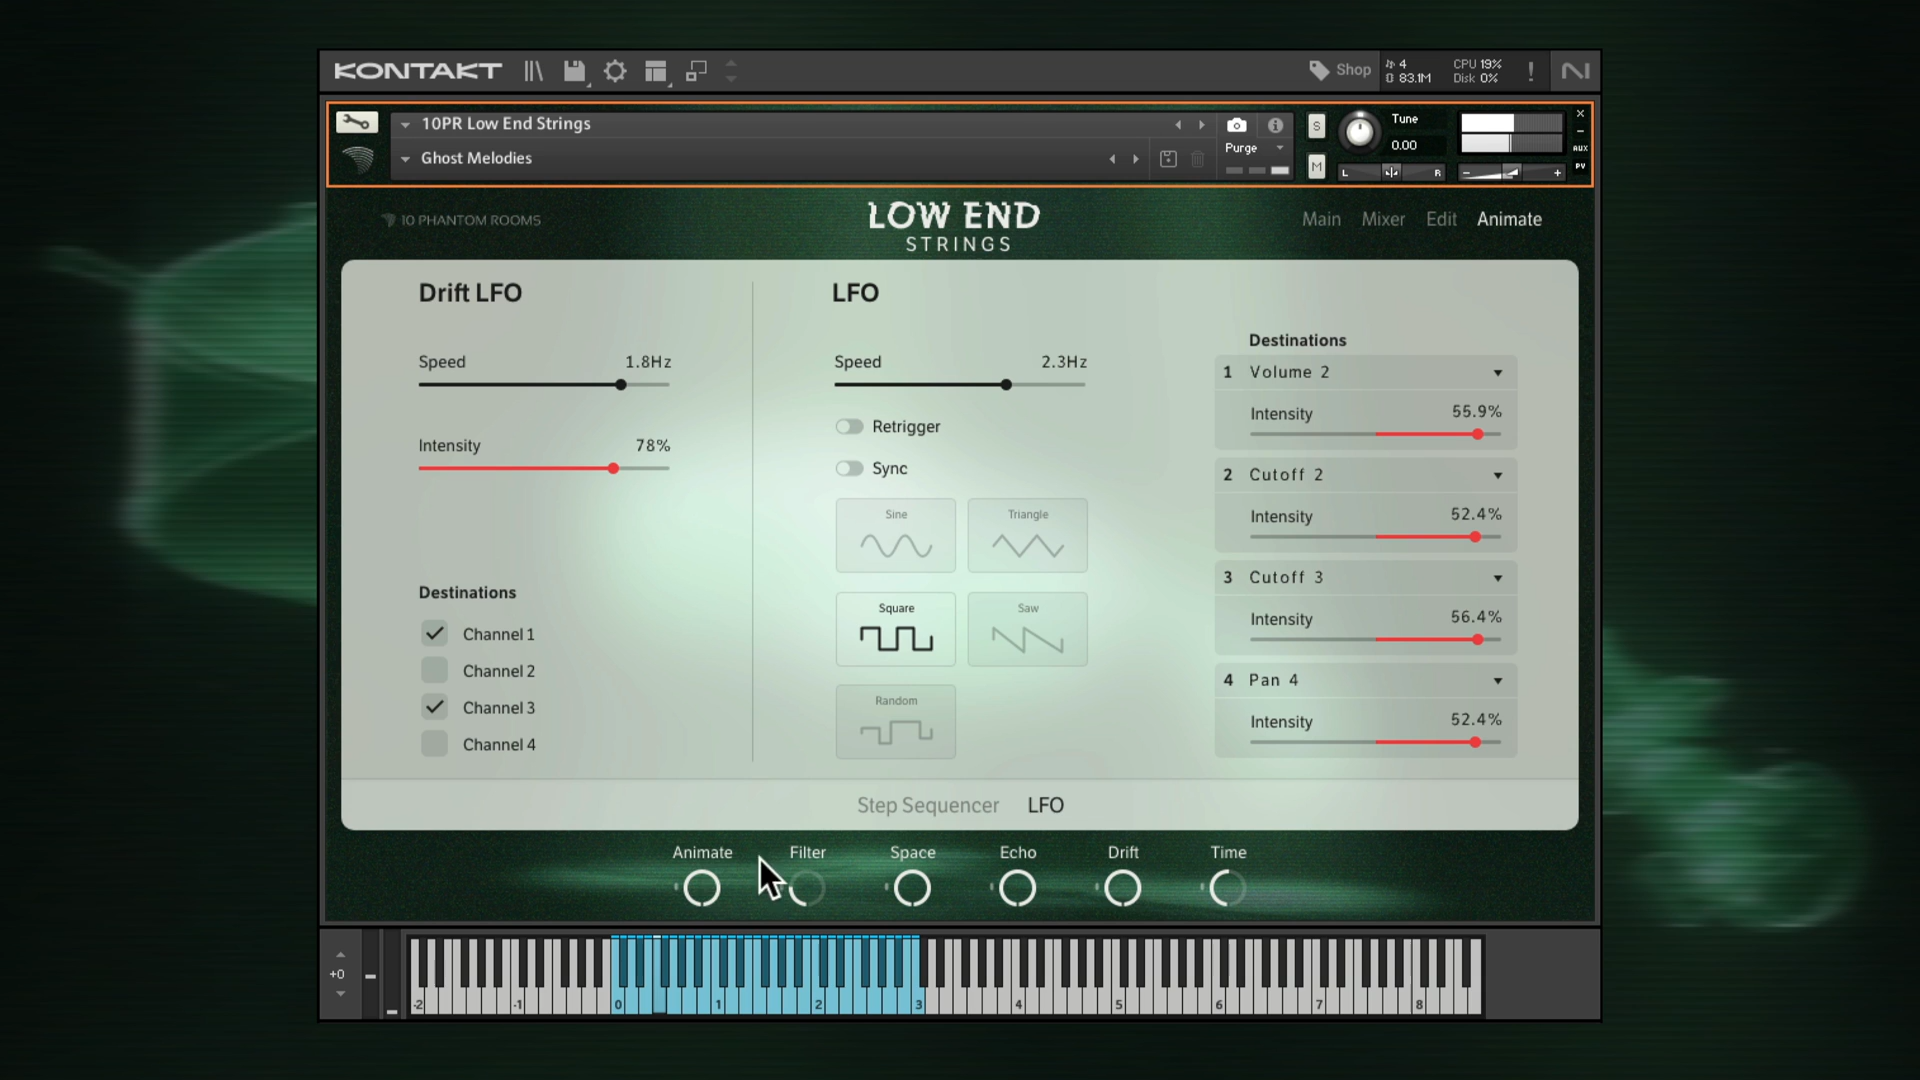 KONTAKT
Shop
4
83.1M
CPU 19%
Disk 0%
!
10PR Low End Strings
Ghost Melodies
Purge
S
M
Tune
0.00
L R
- +
AUX
PV
10 PHANTOM ROOMS
LOW END
STRINGS
Main Mixer Edit Animate
Drift LFO
Speed 1.8Hz
Intensity 78%
Destinations
Channel 1
Channel 2
Channel 3
Channel 4
LFO
Speed 2.3Hz
Retrigger
Sync
Sine Triangle
Square Saw
Random
Destinations
1 Volume 2
Intensity 55.9%
2 Cutoff 2
Intensity 52.4%
3 Cutoff 3
Intensity 56.4%
4 Pan 4
Intensity 52.4%
Step Sequencer LFO
Animate Filter Space Echo Drift Time
+0
-2 -1 0 1 2 3 4 5 6 7 8